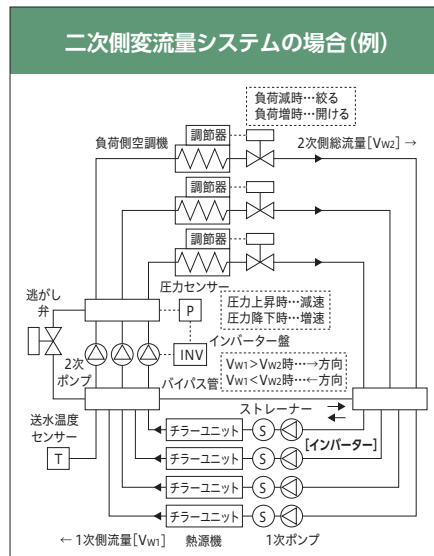 二次側変流量システムの場合(例)
負荷減時…絞る
負荷増時…開ける
調節器
負荷側空調機
2次側総流量[VW2] →
調節器
調節器
圧力センサー
逃がし
弁
P
圧力上昇時…減速
圧力降下時…増速
INV
インバーター盤
2次
ポンプ
VW1>VW2時…→方向
VW1<VW2時…←方向
バイパス管
ストレーナー
送水温度
センサー
T
チラーユニット
S
[インバーター]
チラーユニット
S
チラーユニット
S
チラーユニット
S
← 1次側流量[VW1]
熱源機
1次ポンプ